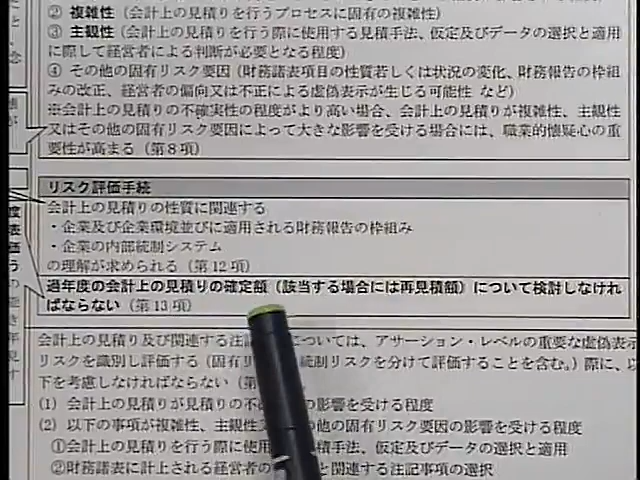 ② 複雑性（会計上の見積りを行うプロセスに固有の複雑性）
③ 主観性（会計上の見積りを行う際に使用する見積手法、仮定及びデータの選択と適用
に際して経営者による判断が必要となる程度）
④ その他の固有リスク要因（財務諸表項目の性質若しくは状況の変化、財務報告の枠組
みの改正、経営者の偏向又は不正による虚偽表示が生じる可能性 など）
※会計上の見積りの不確実性の程度がより高い場合、会計上の見積りが複雑性、主観性
又はその他の固有リスク要因によって大きな影響を受ける場合には、職業的懐疑心の重
要性が高まる（第８項）
リスク評価手続
会計上の見積りの性質に関連する
・企業及び企業環境並びに適用される財務報告の枠組み
・企業の内部統制システム
の理解が求められる（第 12 項）
過年度の会計上の見積りの確定額（該当する場合には再見積額）について検討しなけれ
ばならない（第 13 項）
会計上の見積り及び関連する注 については、アサーション・レベルの重要な虚偽表示
リスクを識別し評価する（固有リ 統制リスクを分けて評価することを含む。）際に、以
下を考慮しなければならない（第
(1) 会計上の見積りが見積りの不 の影響を受ける程度
(2) 以下の事項が複雑性、主観性 の他の固有リスク要因の影響を受ける程度
①会計上の見積りを行う際に使用 積手法、仮定及びデータの選択と適用
②財務諸表に計上される経営者の と関連する注記事項の選択